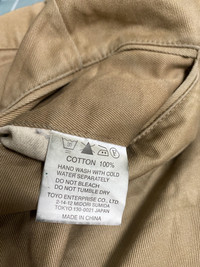 COTTON 100%
HAND WASH WITH COLD
WATER SEPARATELY
DO NOT BLEACH
DO NOT TUMBLE DRY
TOYO ENTERPRISE CO., LTD.
2-14-12 MIDORI SUMIDA
TOKYO 130-0021 JAPAN
MADE IN CHINA